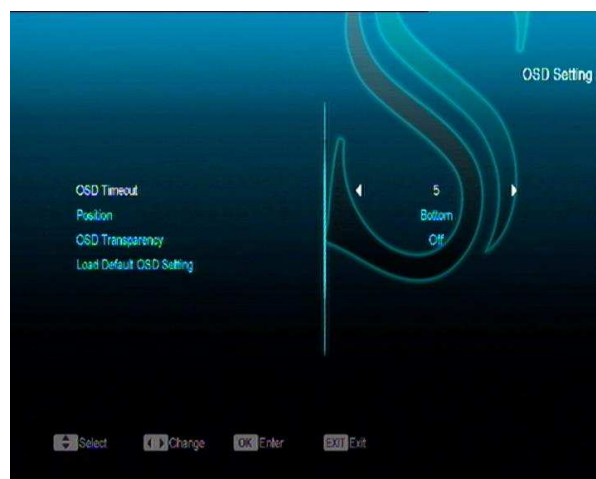 OSD Setting
OSD Timeout 5
Position Bottom
OSD Transparency Off
Load Default OSD Setting
Select Change OK Enter EXIT Exit